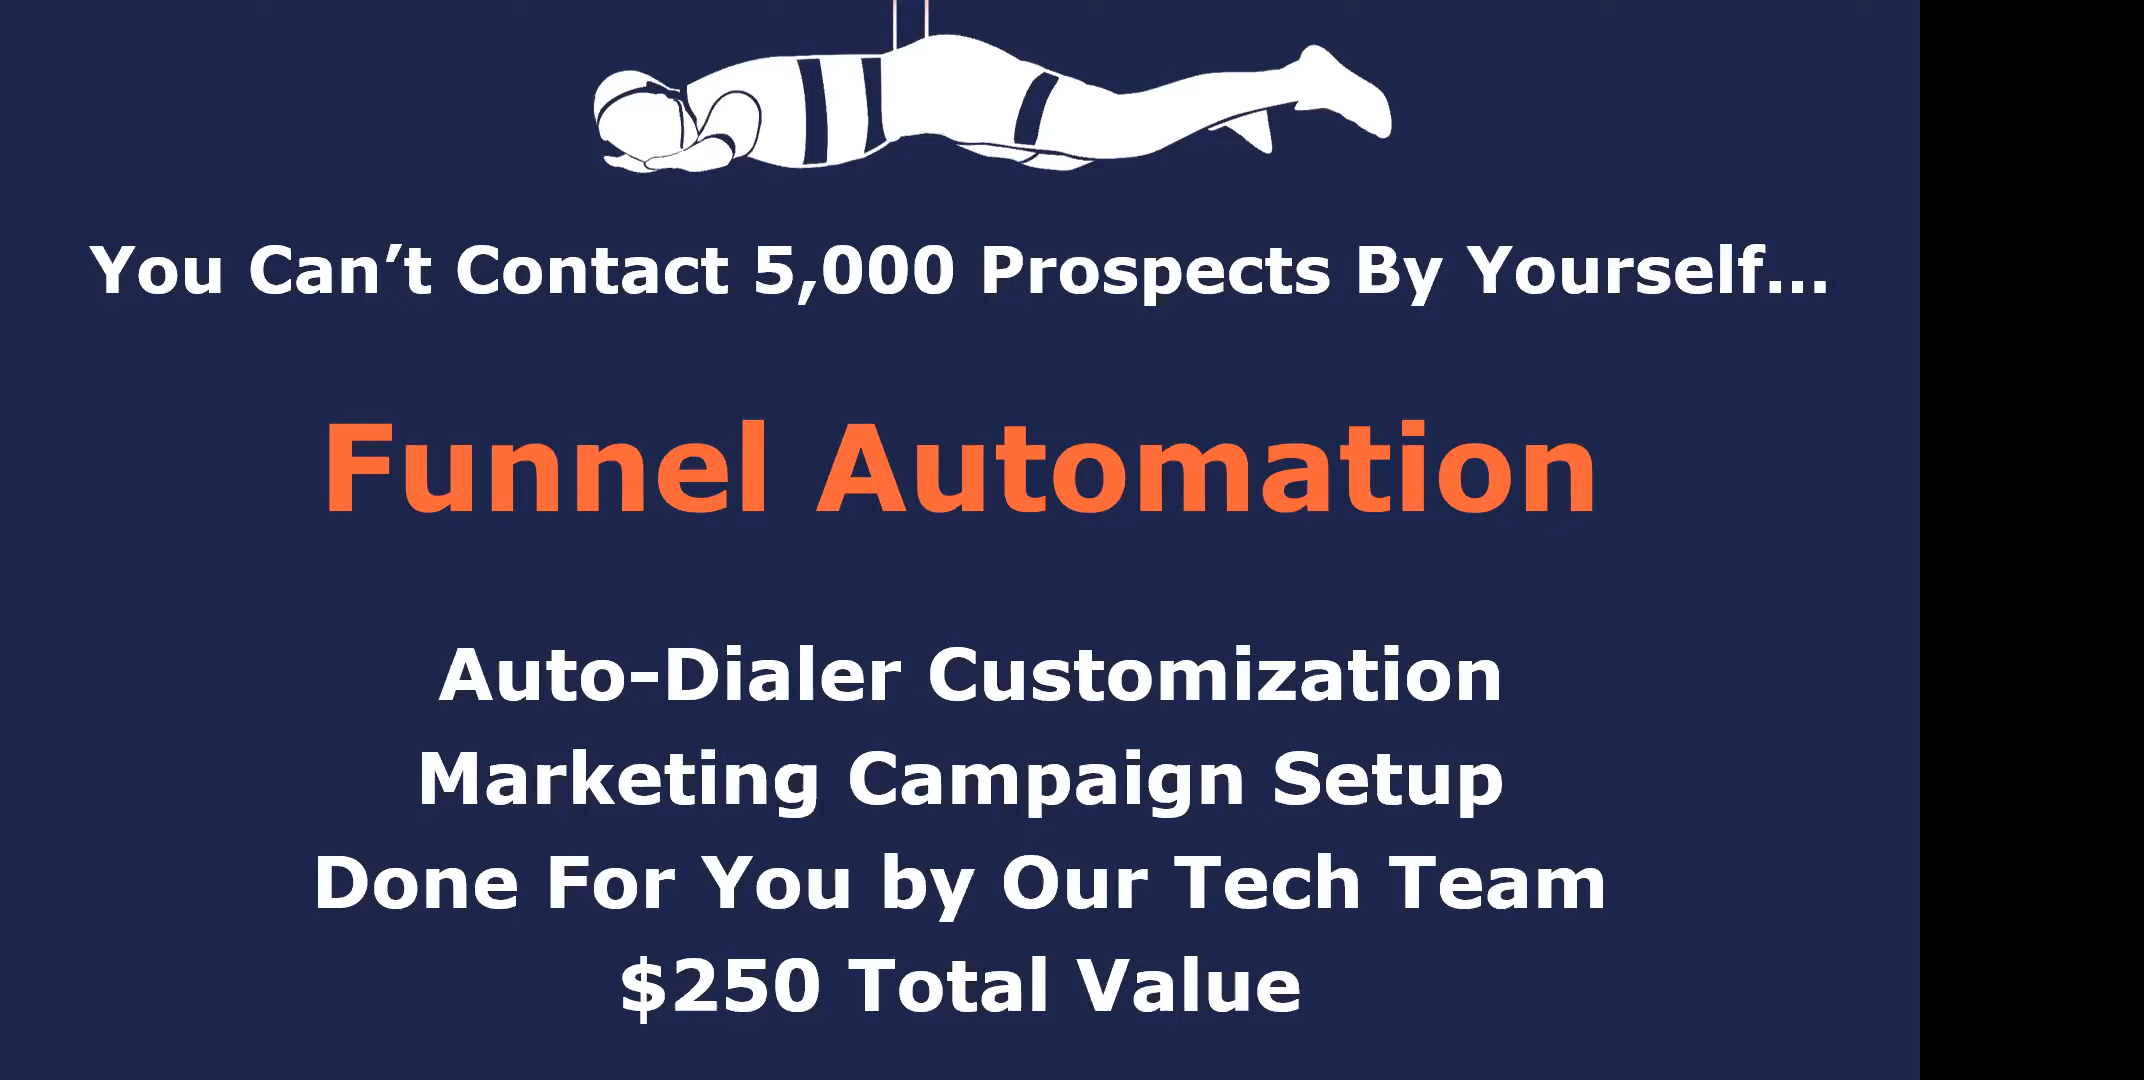 You Can’t Contact 5,000 Prospects By Yourself...
Funnel Automation
Auto-Dialer Customization
Marketing Campaign Setup
Done For You by Our Tech Team
$250 Total Value